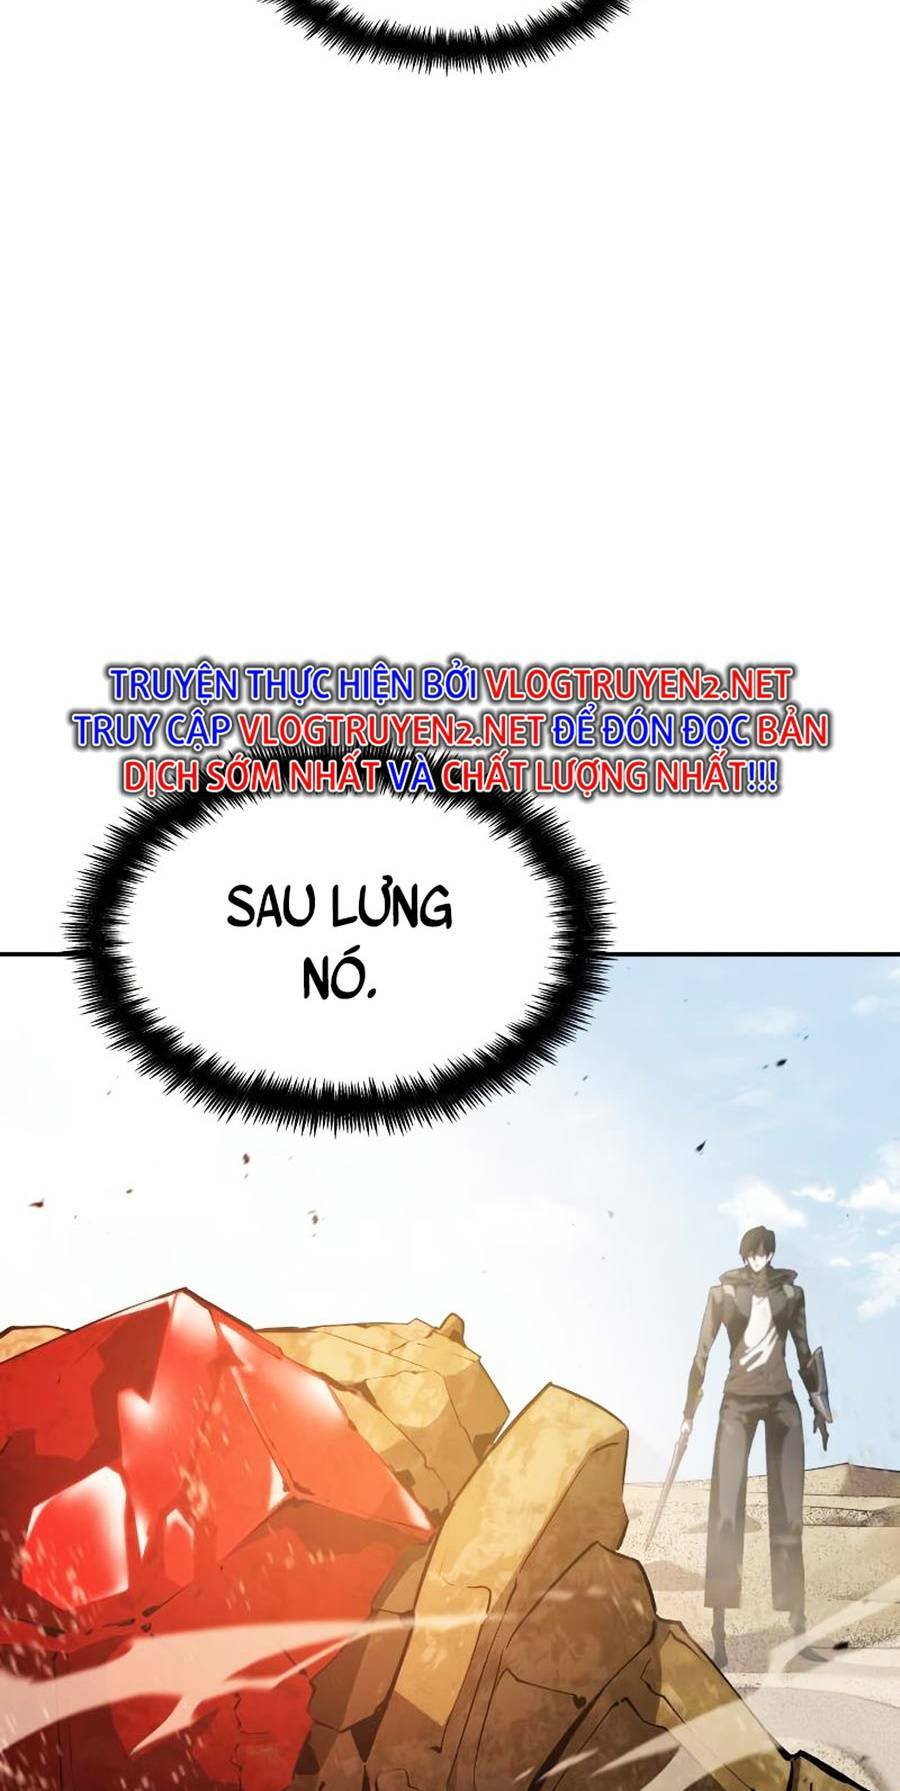 TRUYỆN THỰC HIỆN BỞI VLOGTRUYEN2.NET
TRUY CẬP VLOGTRUYEN2.NET ĐỂ ĐÓN ĐỌC BẢN
DỊCH SỚM NHẤT VÀ CHẤT LƯỢNG NHẤT!!!
SAU LƯNG
NÓ.